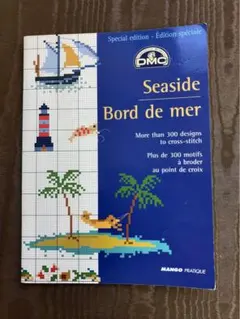 Special edition - Édition spéciale
DMC
Seaside
Bord de mer
More than 300 designs
to cross-stitch
Plus de 300 motifs
à broder
au point de croix
MANGO PRATIQUE